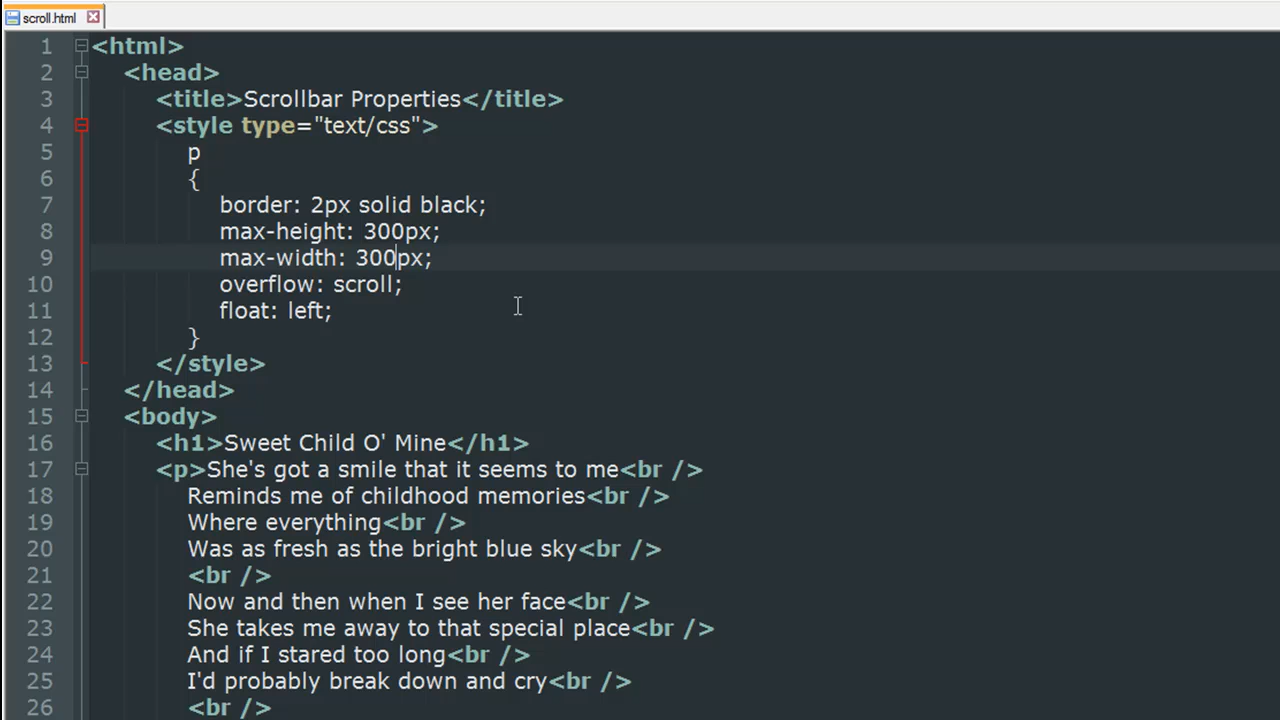 scroll.html
1 <html>
2 <head>
3 <title>Scrollbar Properties</title>
4 <style type="text/css">
5 p
6 {
7 border: 2px solid black;
8 max-height: 300px;
9 max-width: 300px;
10 overflow: scroll;
11 float: left;
12 }
13 </style>
14 </head>
15 <body>
16 <h1>Sweet Child O' Mine</h1>
17 <p>She's got a smile that it seems to me<br />
18 Reminds me of childhood memories<br />
19 Where everything<br />
20 Was as fresh as the bright blue sky<br />
21 <br />
22 Now and then when I see her face<br />
23 She takes me away to that special place<br />
24 And if I stared too long<br />
25 I'd probably break down and cry<br />
26 <br />